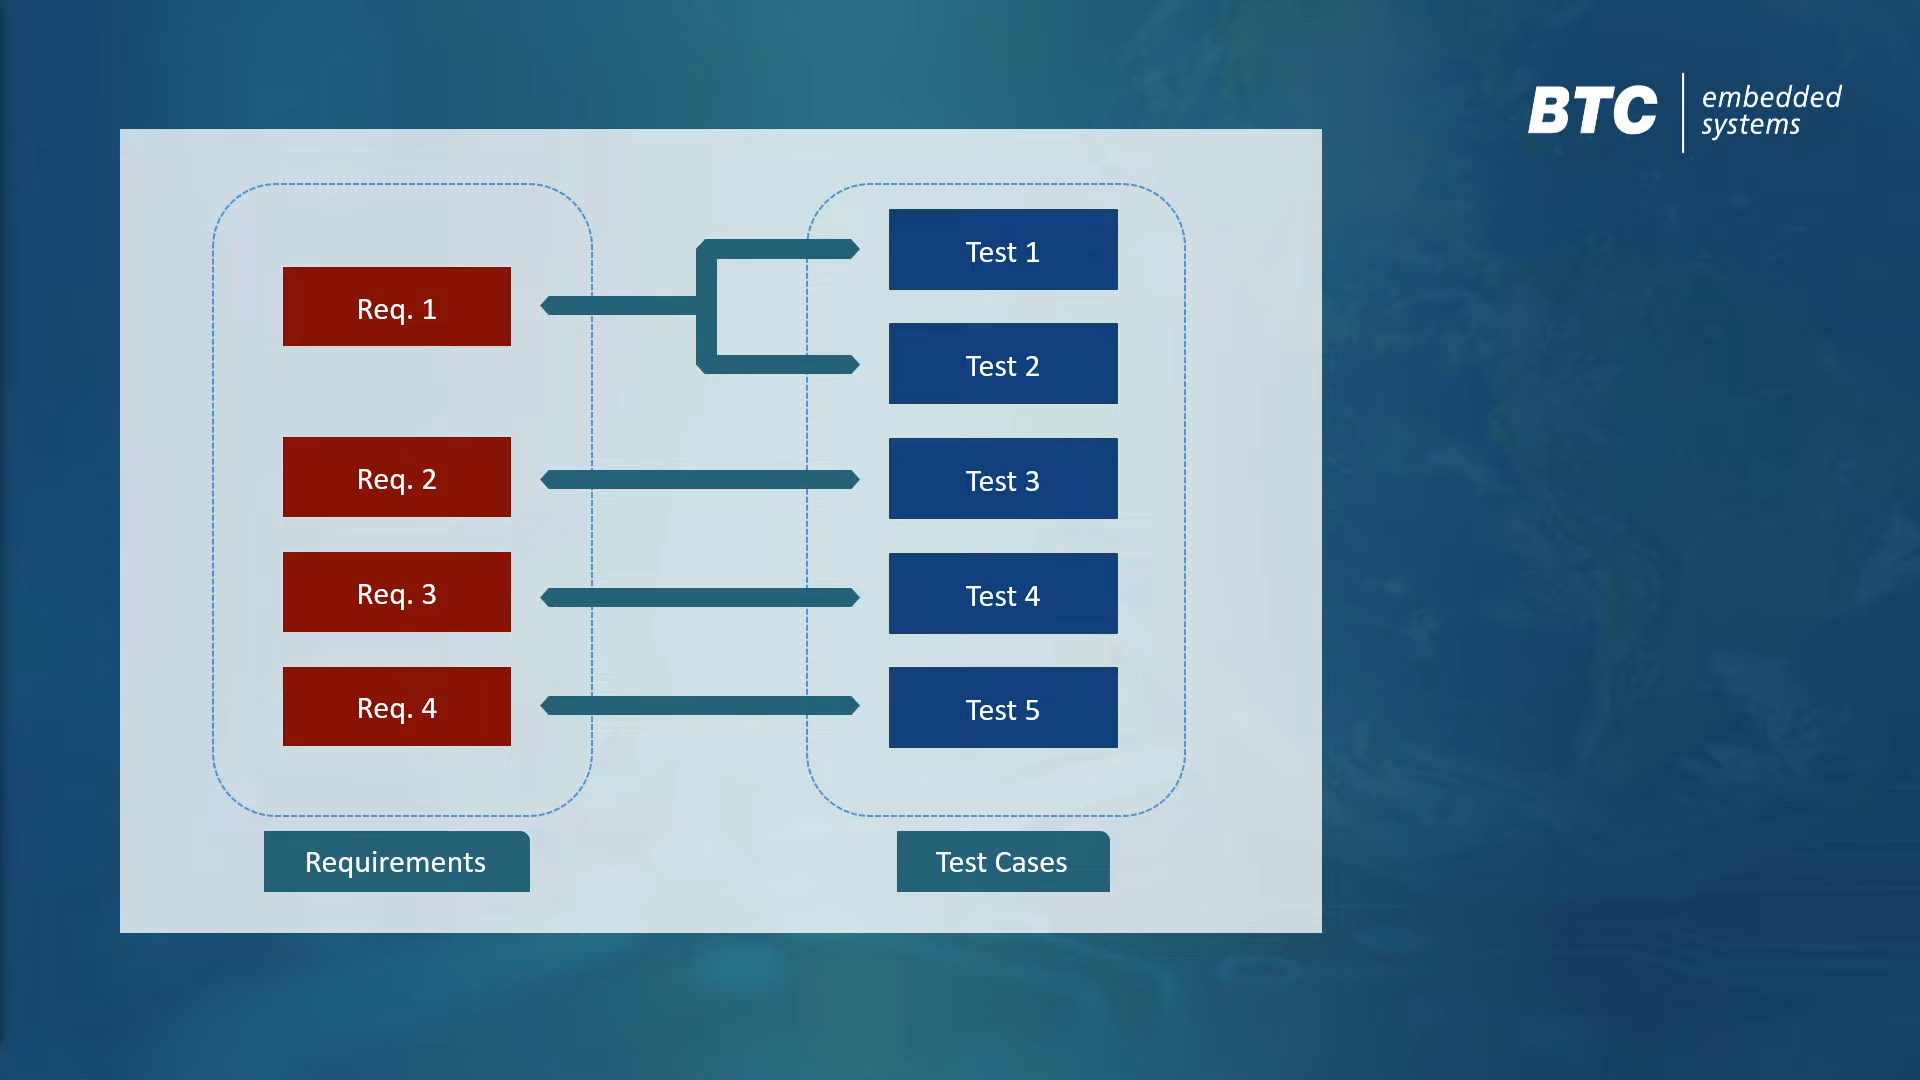 BTC
embedded
systems
Req. 1
Req. 2
Req. 3
Req. 4
Requirements
Test 1
Test 2
Test 3
Test 4
Test 5
Test Cases